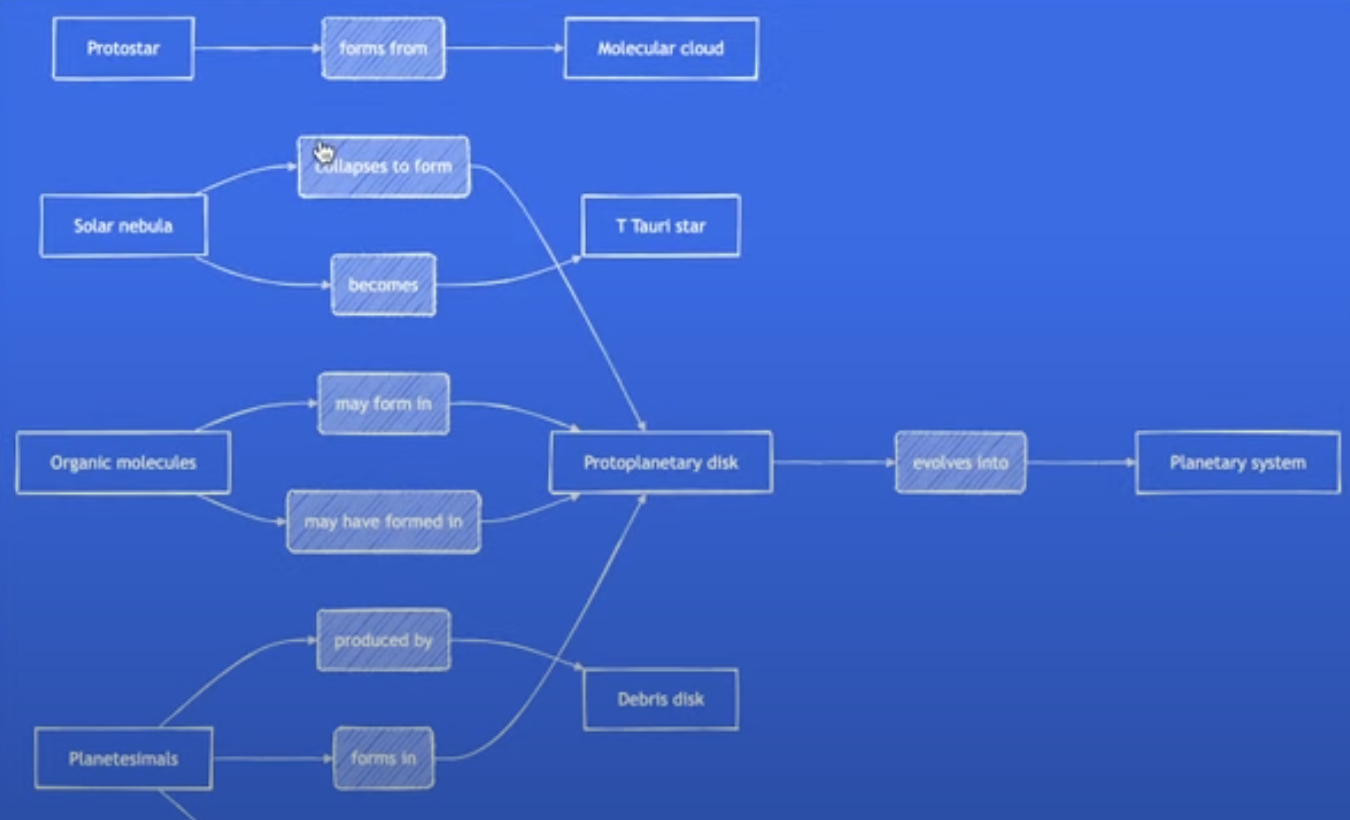 Protostar
forms from
Molecular cloud
collapses to form
Solar nebula
T Tauri star
becomes
may form in
Organic molecules
Protoplanetary disk
evolves into
Planetary system
may have formed in
produced by
Debris disk
Planetesimals
forms in